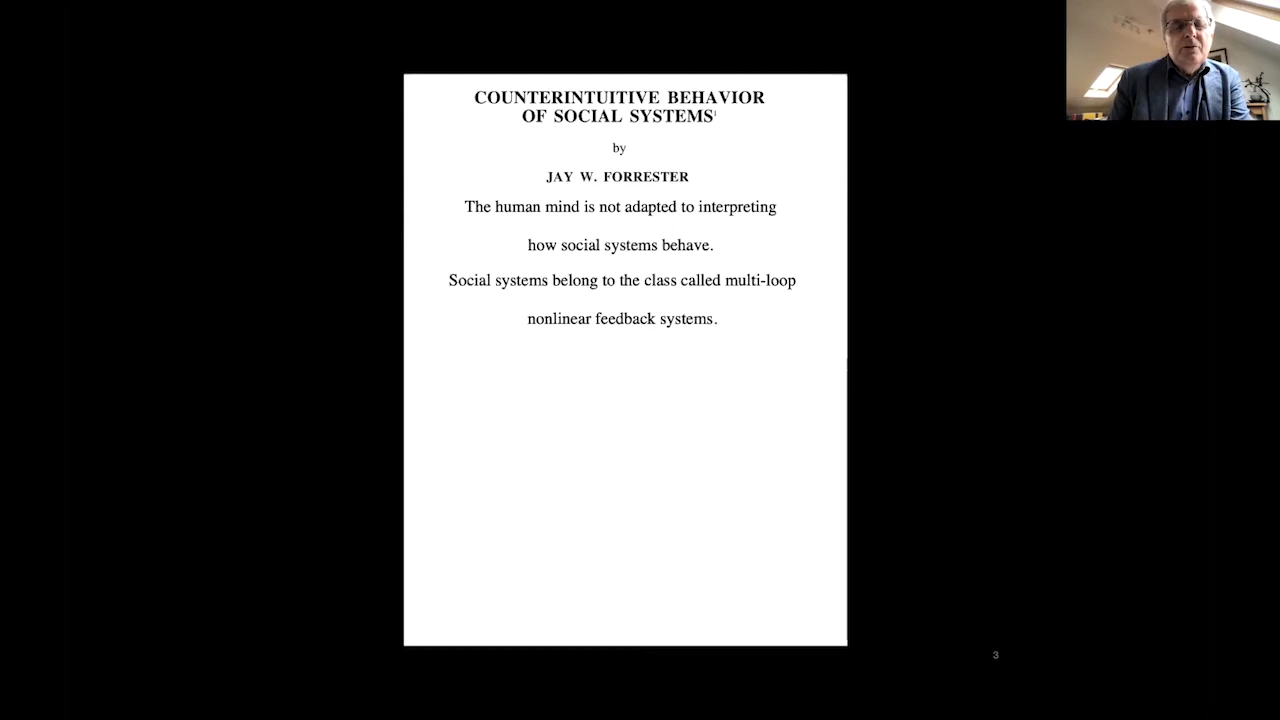 COUNTERINTUITIVE BEHAVIOR
OF SOCIAL SYSTEMS¹
by
JAY W. FORRESTER
The human mind is not adapted to interpreting
how social systems behave.
Social systems belong to the class called multi-loop
nonlinear feedback systems.
3